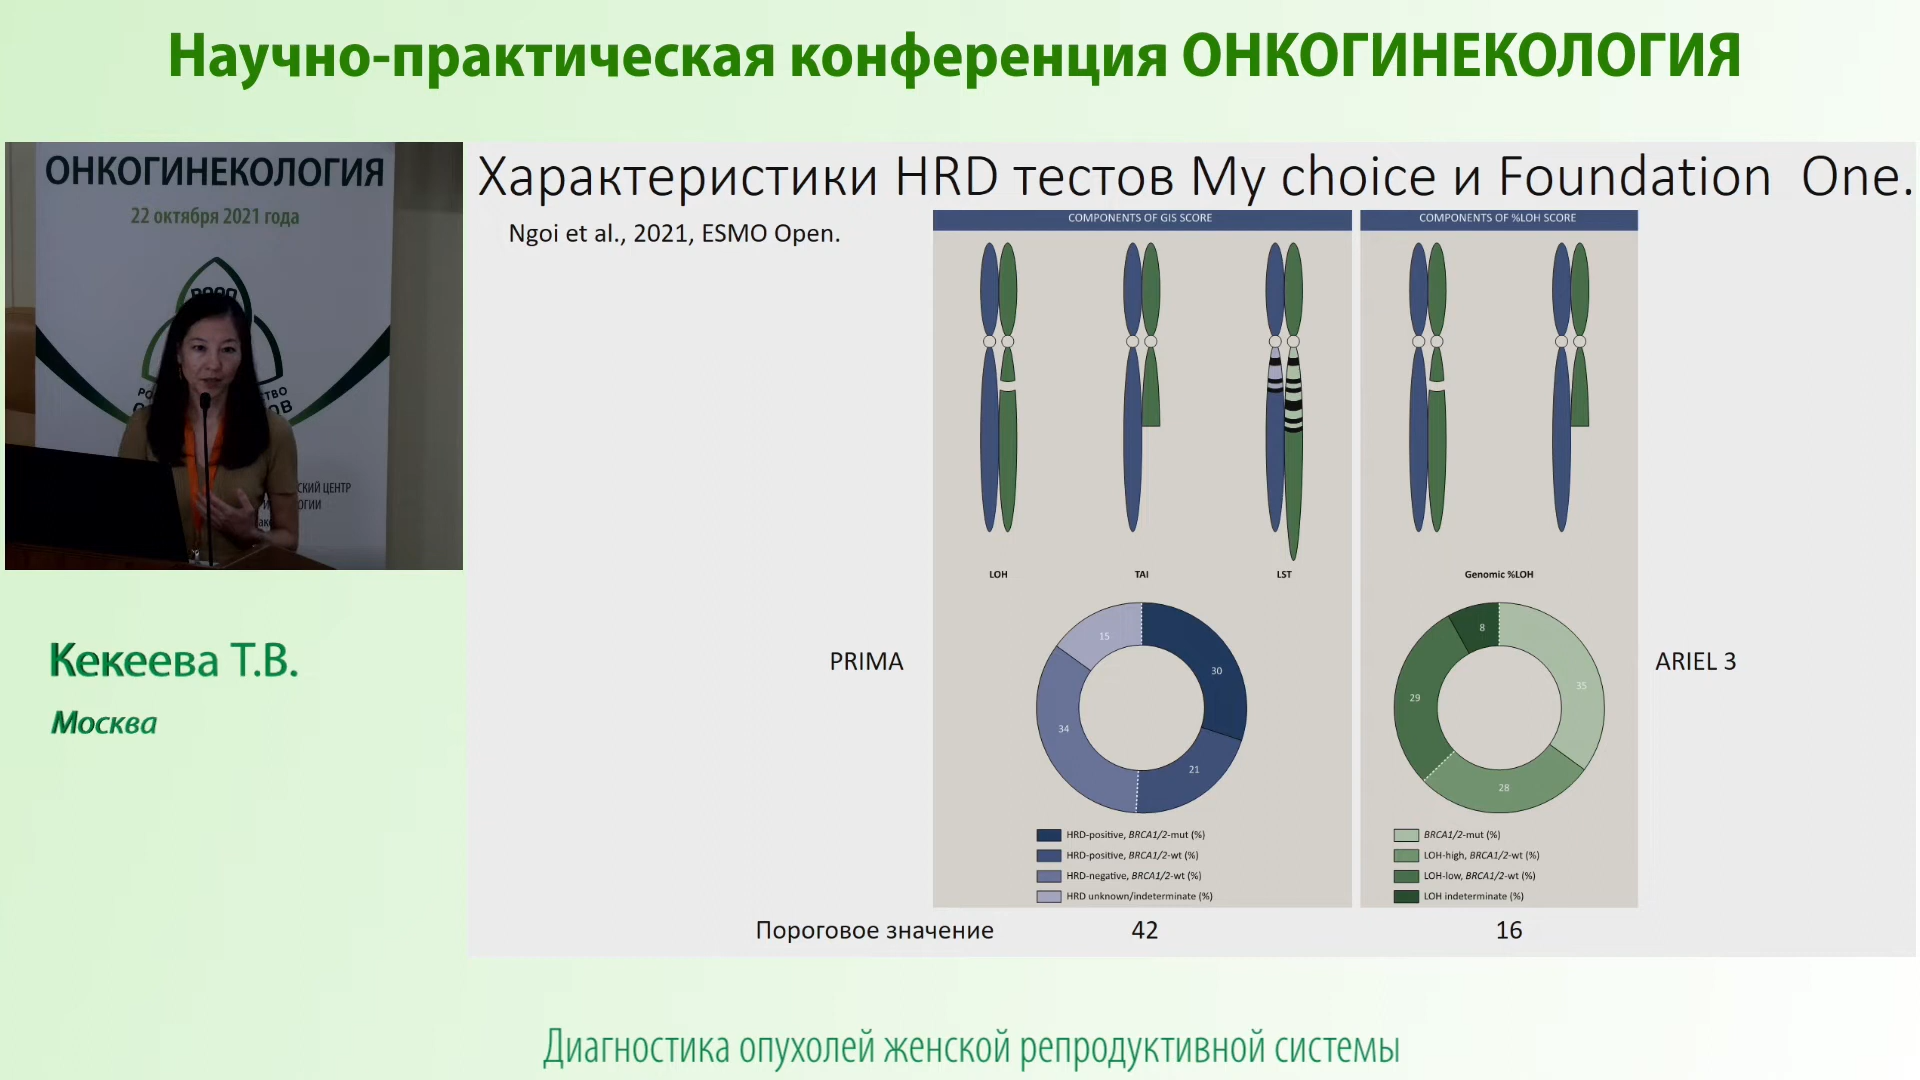 Научно-практическая конференция ОНКОГИНЕКОЛОГИЯ
ОНКОГИНЕКОЛОГИЯ
22 октября 2021 года
СКИЙ ЦЕНТР
Кекеева Т.В.
Москва
Характеристики HRD тестов My choice и Foundation One.
Ngoi et al., 2021, ESMO Open.
COMPONENTS OF GIS SCORE
COMPONENTS OF %LOH SCORE
LOH
TAI
LST
Genomic %LOH
PRIMA
15
30
34
21
ARIEL 3
8
35
29
28
HRD-positive, BRCA1/2-mut (%)
HRD-positive, BRCA1/2-wt (%)
HRD-negative, BRCA1/2-wt (%)
HRD unknown/indeterminate (%)
BRCA1/2-mut (%)
LOH-high, BRCA1/2-wt (%)
LOH-low, BRCA1/2-wt (%)
LOH indeterminate (%)
Пороговое значение
42
16
Диагностика опухолей женской репродуктивной системы